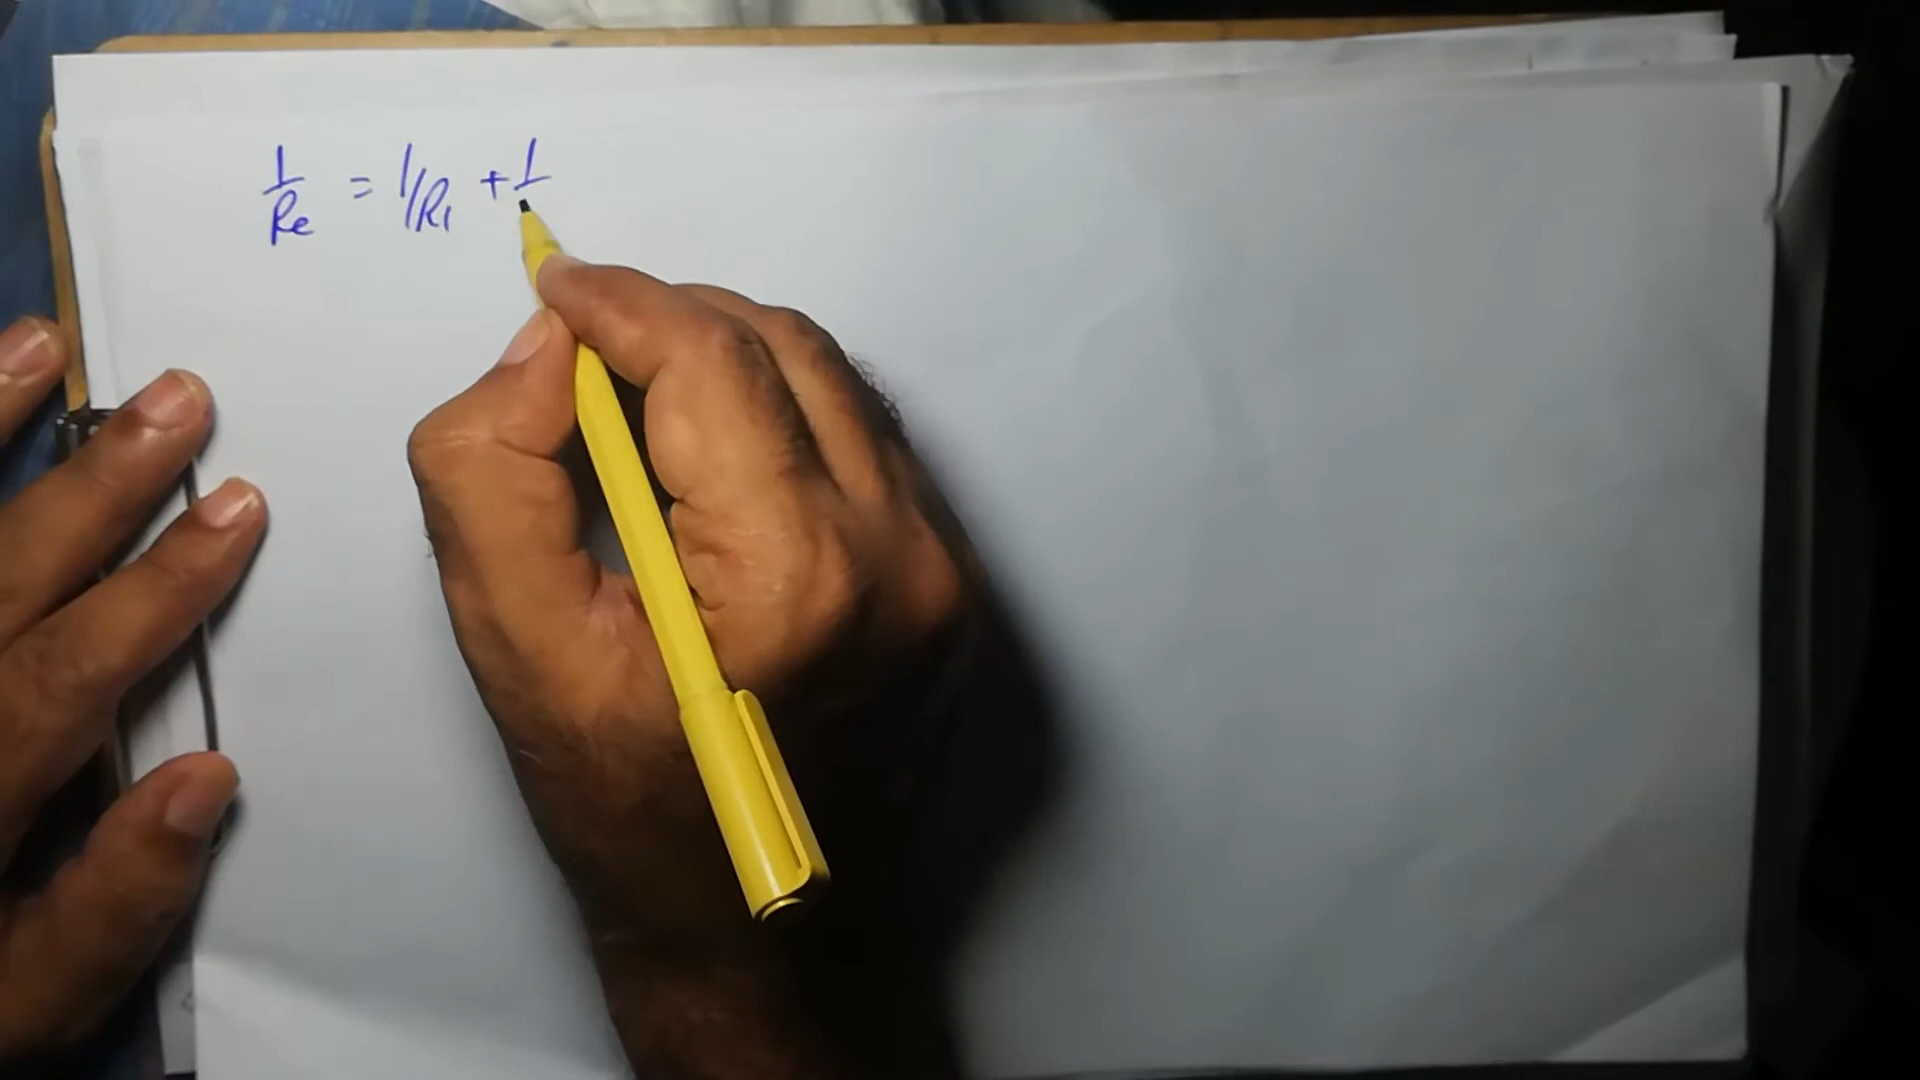 1/Re = 1/R1 + 1